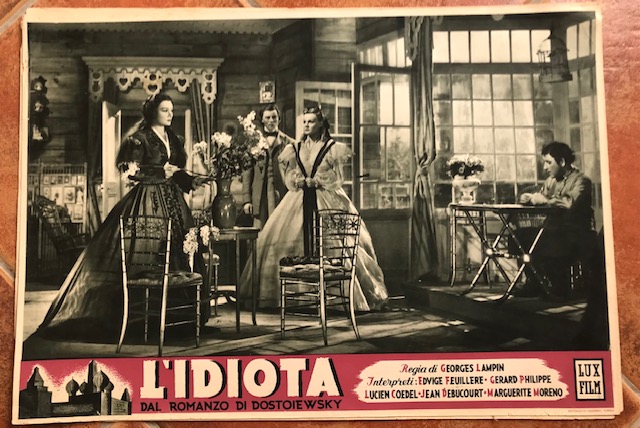 L'IDIOTA
DAL ROMANZO DI DOSTOIEWSKY
Regia di GEORGES LAMPIN
Interpreti: EDVIGE FEUILLERE • GERARD PHILIPPE
LUCIEN COEDEL • JEAN DEBUCOURT • MARGUERITE MORENO
LUX
FILM